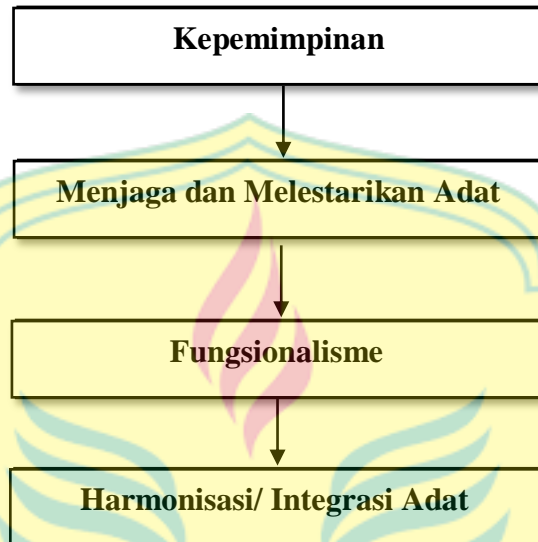 Kepemimpinan
Menjaga dan Melestarikan Adat
Fungsionalisme
Harmonisasi/ Integrasi Adat